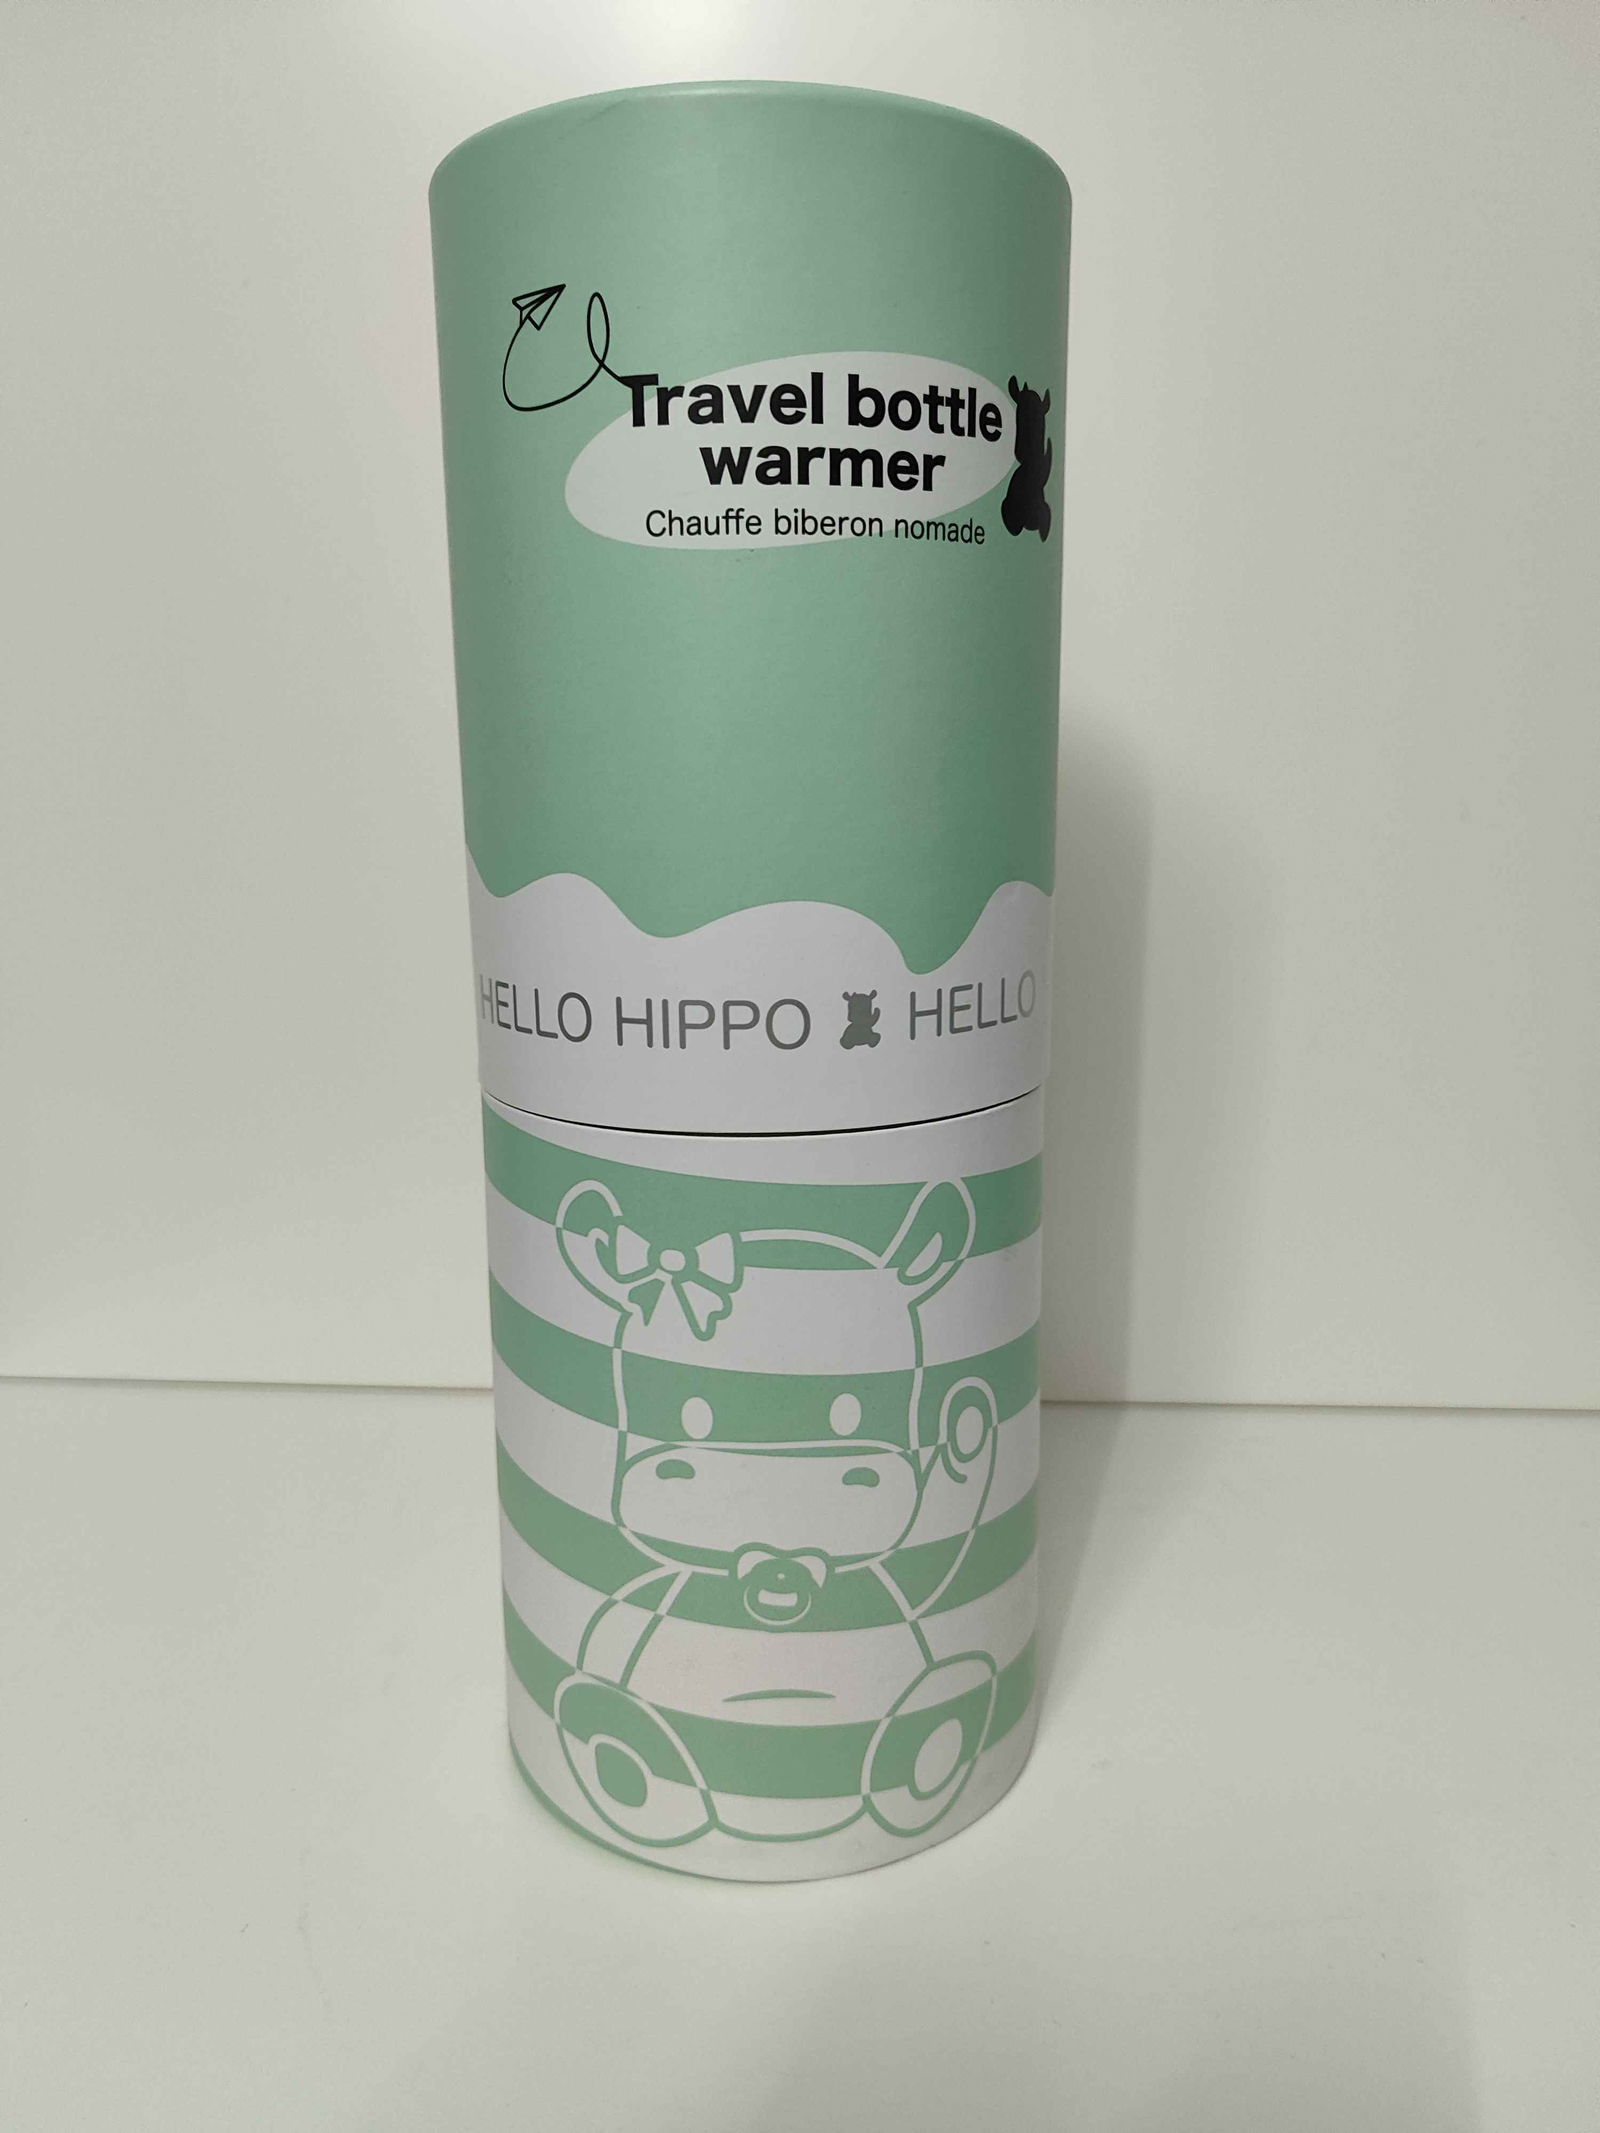 Travel bottle
warmer
Chauffe biberon nomade
HELLO HIPPO HELLO